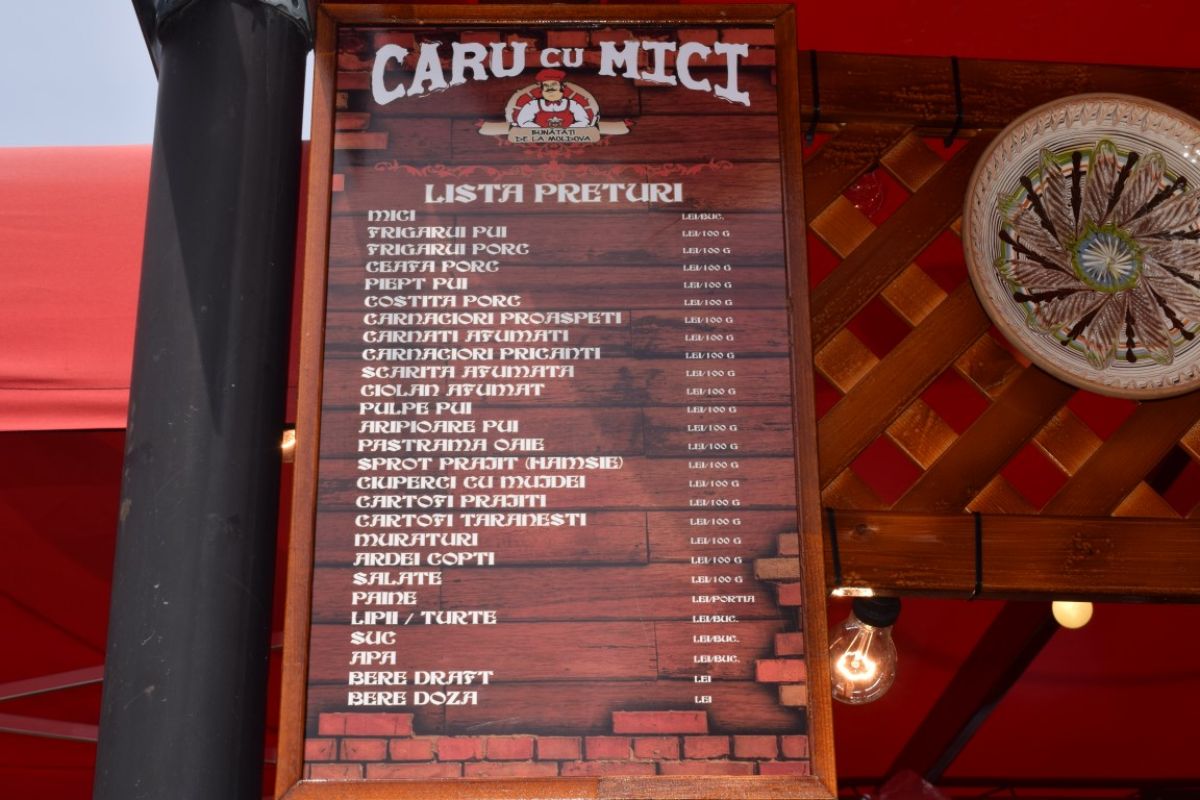 CARU CU MICI
BUNĂTĂȚI
DE LA MOLDOVA
LISTA PRETURI
MICI LEI/BUC.
FRIGARUI PUI LEI/100 G
FRIGARUI PORC LEI/100 G
CEAFA PORC LEI/100 G
PIEPT PUI LEI/100 G
COSTITA PORC LEI/100 G
CARNACIORI PROASPETI LEI/100 G
CARNATI AFUMATI LEI/100 G
CARNACIORI PICANTI LEI/100 G
SCARITA AFUMATA LEI/100 G
CIOLAN AFUMAT LEI/100 G
PULPE PUI LEI/100 G
ARIPIOARE PUI LEI/100 G
PASTRAMA OAIE LEI/100 G
SPROT PRAJIT (HAMSIE) LEI/100 G
CIUPERCI CU MUJDEI LEI/100 G
CARTOFI PRAJITI LEI/100 G
CARTOFI TARANESTI LEI/100 G
MURATURI LEI/100 G
ARDEI COPTI LEI/100 G
SALATE LEI/100 G
PAINE LEI/PORTIA
LIPII / TURTE LEI/BUC.
SUC LEI/BUC.
APA LEI/BUC.
BERE DRAFT LEI
BERE DOZA LEI